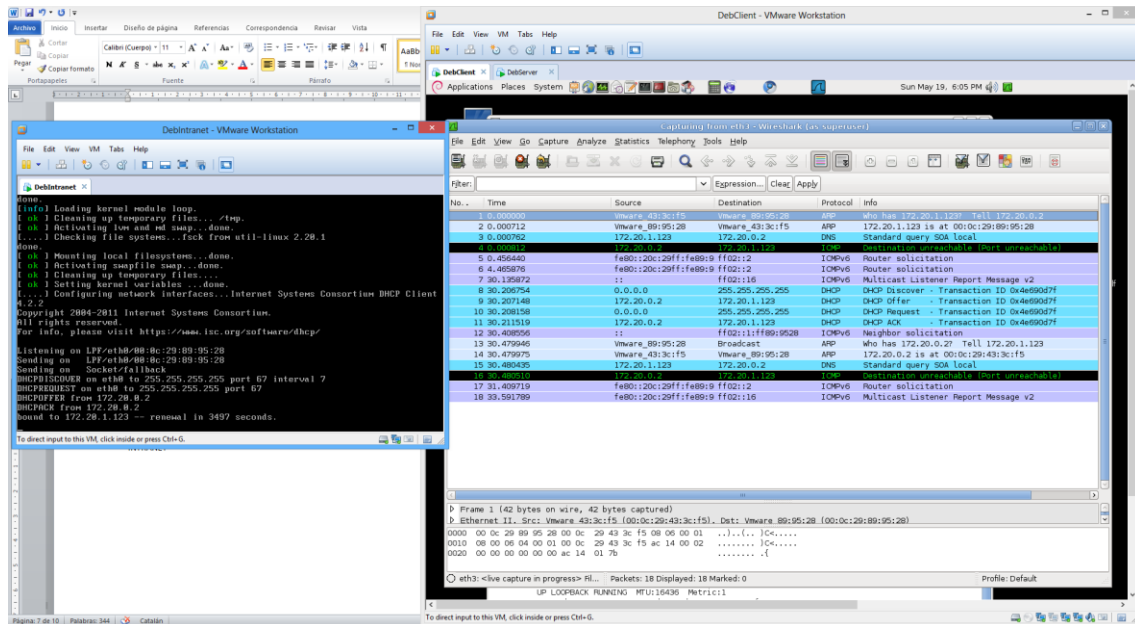 Archivo Inicio Insertar Diseño de página Referencias Correspondencia Revisar Vista
Cortar
Copiar
Copiar formato
Pegar
Portapapeles
Calibri (Cuerpo) 11
Fuente
Párrafo
AaBb
DebIntranet - VMware Workstation
File Edit View VM Tabs Help
DebIntranet
done.
[info] Loading kernel module loop.
[ ok ] Cleaning up temporary files... /tmp.
[ ok ] Activating lvm and md swap...done.
[....] Checking file systems...fsck from util-linux 2.20.1
done.
[ ok ] Mounting local filesystems...done.
[ ok ] Activating swapfile swap...done.
[ ok ] Cleaning up temporary files....
[ ok ] Setting kernel variables ...done.
[....] Configuring network interfaces...Internet Systems Consortium DHCP Client
4.2.2
Copyright 2004-2011 Internet Systems Consortium.
All rights reserved.
For info, please visit https://www.isc.org/software/dhcp/
Listening on LPF/eth0/00:0c:29:89:95:28
Sending on LPF/eth0/00:0c:29:89:95:28
Sending on Socket/fallback
DHCPDISCOVER on eth0 to 255.255.255.255 port 67 interval 7
DHCPREQUEST on eth0 to 255.255.255.255 port 67
DHCPOFFER from 172.20.0.2
DHCPACK from 172.20.0.2
bound to 172.20.1.123 -- renewal in 3497 seconds.
To direct input to this VM, click inside or press Ctrl+G.
Página: 7 de 10 Palabras: 344 Catalán
DebClient - VMware Workstation
File Edit View VM Tabs Help
DebClient DebServer
Applications Places System Sun May 19, 6:05 PM
Capturing from eth3 - Wireshark (as superuser)
File Edit View Go Capture Analyze Statistics Telephony Tools Help
Filter: Expression... Clear Apply
No. . Time Source Destination Protocol Info
1 0.000000 Vmware_43:3c:f5 Vmware_89:95:28 ARP Who has 172.20.1.123? Tell 172.20.0.2
2 0.000712 Vmware_89:95:28 Vmware_43:3c:f5 ARP 172.20.1.123 is at 00:0c:29:89:95:28
3 0.000762 172.20.1.123 172.20.0.2 DNS Standard query SOA local
4 0.000812 172.20.0.2 172.20.1.123 ICMP Destination unreachable (Port unreachable)
5 0.456440 fe80::20c:29ff:fe89:9 ff02::2 ICMPv6 Router solicitation
6 4.465876 fe80::20c:29ff:fe89:9 ff02::2 ICMPv6 Router solicitation
7 30.135872 :: ff02::16 ICMPv6 Multicast Listener Report Message v2
8 30.206754 0.0.0.0 255.255.255.255 DHCP DHCP Discover - Transaction ID 0x4e690d7f
9 30.207148 172.20.0.2 172.20.1.123 DHCP DHCP Offer - Transaction ID 0x4e690d7f
10 30.208158 0.0.0.0 255.255.255.255 DHCP DHCP Request - Transaction ID 0x4e690d7f
11 30.211519 172.20.0.2 172.20.1.123 DHCP DHCP ACK - Transaction ID 0x4e690d7f
12 30.408556 :: ff02::1:ff89:9528 ICMPv6 Neighbor solicitation
13 30.479946 Vmware_89:95:28 Broadcast ARP Who has 172.20.0.2? Tell 172.20.1.123
14 30.479975 Vmware_43:3c:f5 Vmware_89:95:28 ARP 172.20.0.2 is at 00:0c:29:43:3c:f5
15 30.480435 172.20.1.123 172.20.0.2 DNS Standard query SOA local
16 30.480510 172.20.0.2 172.20.1.123 ICMP Destination unreachable (Port unreachable)
17 31.409719 fe80::20c:29ff:fe89:9 ff02::2 ICMPv6 Router solicitation
18 33.591789 fe80::20c:29ff:fe89:9 ff02::16 ICMPv6 Multicast Listener Report Message v2
Frame 1 (42 bytes on wire, 42 bytes captured)
Ethernet II, Src: Vmware_43:3c:f5 (00:0c:29:43:3c:f5), Dst: Vmware_89:95:28 (00:0c:29:89:95:28)
0000 00 0c 29 89 95 28 00 0c 29 43 3c f5 08 06 00 01 ..)..(.. )C<.....
0010 08 00 06 04 00 01 00 0c 29 43 3c f5 ac 14 00 02 ........ )C<.....
0020 00 00 00 00 00 00 ac 14 01 7b ........ .{
eth3: <live capture in progress> Fil... Packets: 18 Displayed: 18 Marked: 0 Profile: Default
UP LOOPBACK RUNNING MTU:16436 Metric:1
To direct input to this VM, click inside or press Ctrl+G.